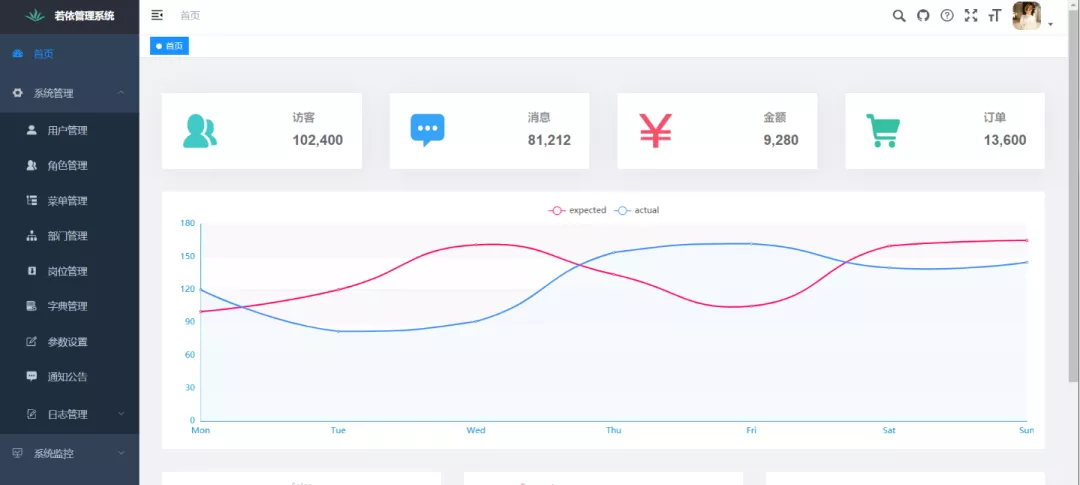 若依管理系统
首页
首页
首页
系统管理
用户管理
角色管理
菜单管理
部门管理
岗位管理
字典管理
参数设置
通知公告
日志管理
系统监控
访客
102,400
消息
81,212
金额
9,280
订单
13,600
expected actual
180
150
120
90
60
30
0
Mon Tue Wed Thu Fri Sat Sun